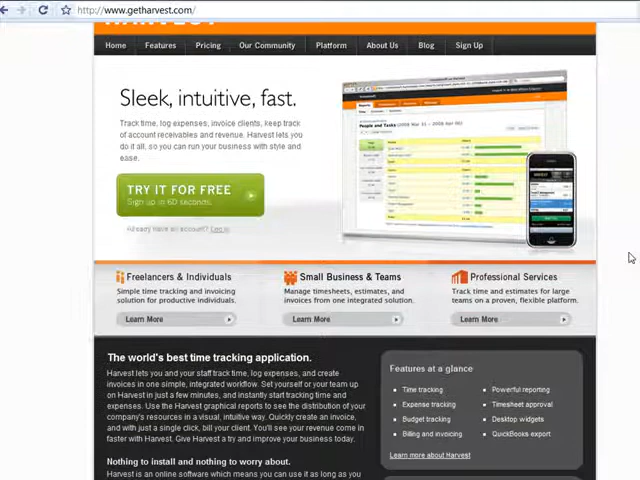 http://www.getharvest.com/
HARVEST
Home Features Pricing Our Community Platform About Us Blog Sign Up
Sleek, intuitive, fast.
Track time, log expenses, invoice clients, keep track
of account receivables and revenue. Harvest lets you
do it all, so you can run your business with style and
ease.
TRY IT FOR FREE
Sign up in 60 seconds.
Already have an account? Log in
People and Tasks
Freelancers & Individuals
Simple time tracking and invoicing
solution for productive individuals.
Learn More
Small Business & Teams
Manage timesheets, estimates, and
invoices from one integrated solution.
Learn More
Professional Services
Track time and estimates for large
teams on a proven, flexible platform.
Learn More
The world's best time tracking application.
Harvest lets you and your staff track time, log expenses, and create
invoices in one simple, integrated workflow. Set yourself or your team up
on Harvest in just a few minutes, and instantly start tracking time and
expenses. Use the Harvest graphical reports to see the distribution of your
company's resources in a visual, intuitive way. Quickly create an invoice,
and with just a single click, bill your client. You'll see your revenue come
in faster with Harvest. Give Harvest a try and improve your business today.
Nothing to install and nothing to worry about.
Harvest is an online software which means you can use it as long as you
Features at a glance
Time tracking
Expense tracking
Budget tracking
Billing and invoicing
Powerful reporting
Timesheet approval
Desktop widgets
QuickBooks export
Learn more about Harvest